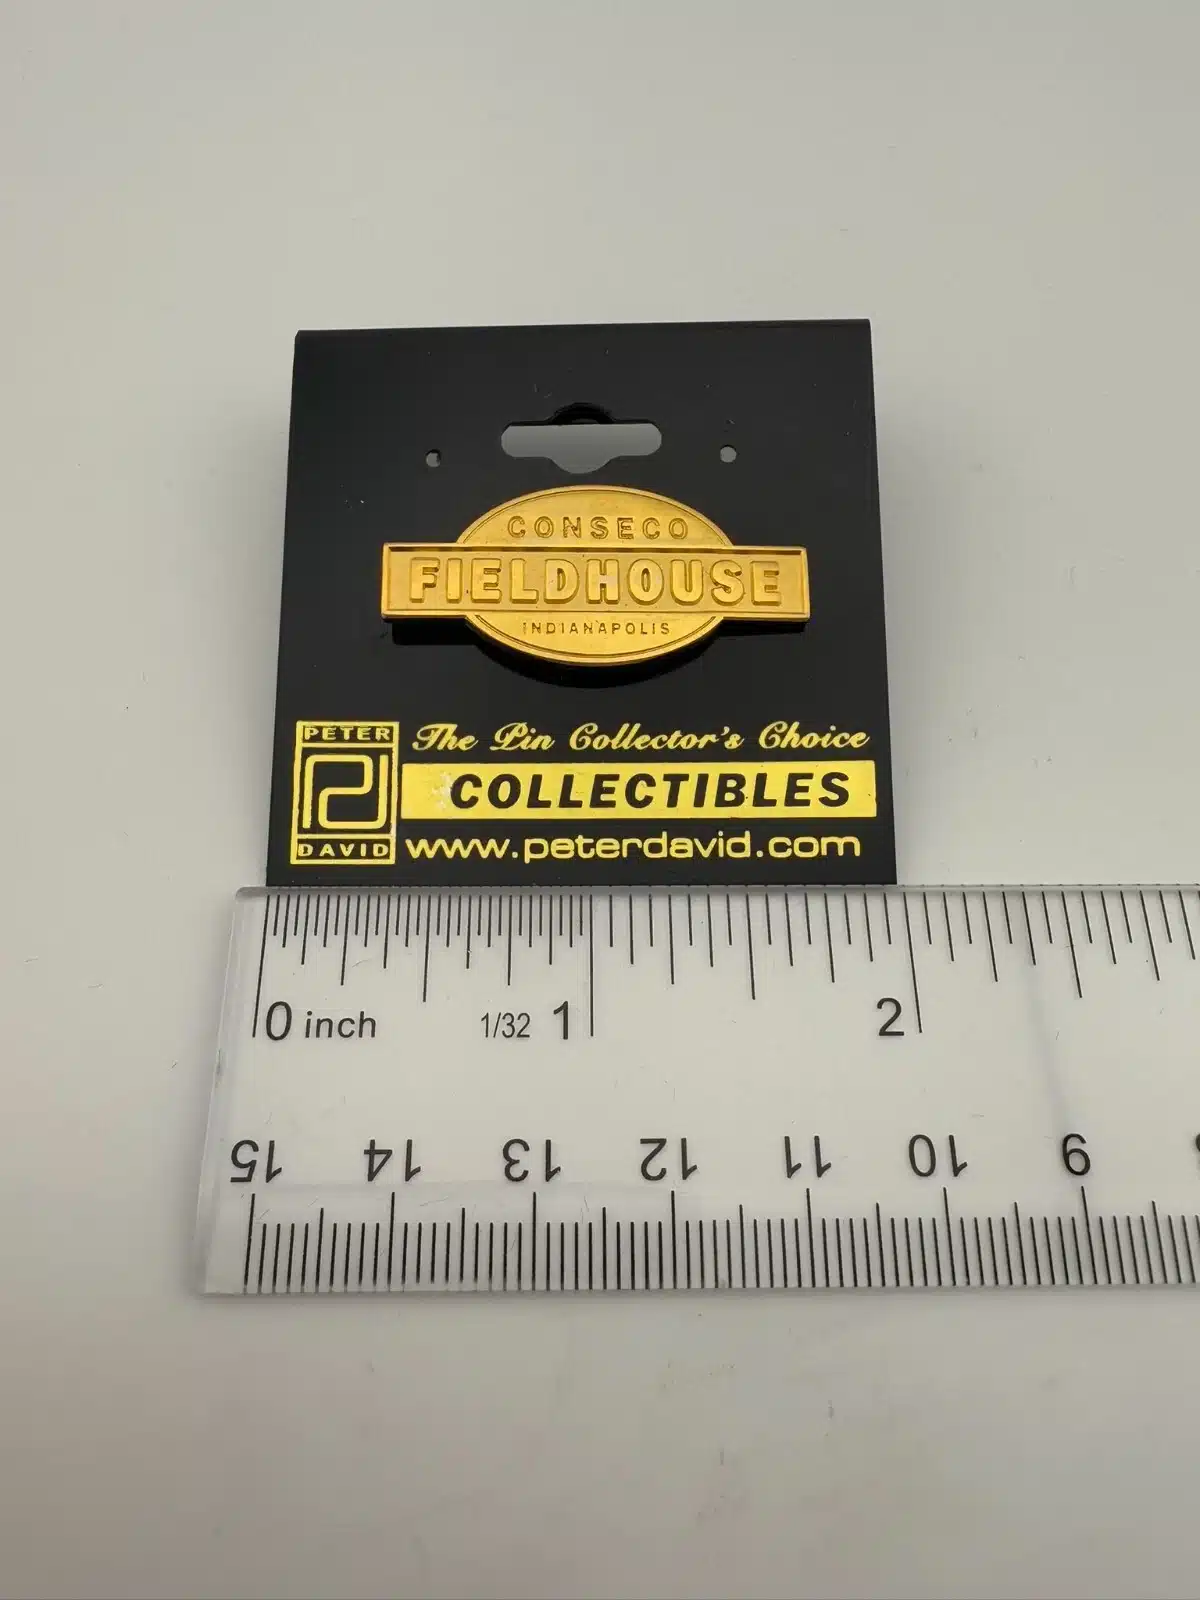 CONSECO
FIELDHOUSE
INDIANAPOLIS
PETER
DAVID
The Pin Collector's Choice
COLLECTIBLES
www.peterdavid.com
0 inch 1/32 1 2
15 14 13 12 11 10 9